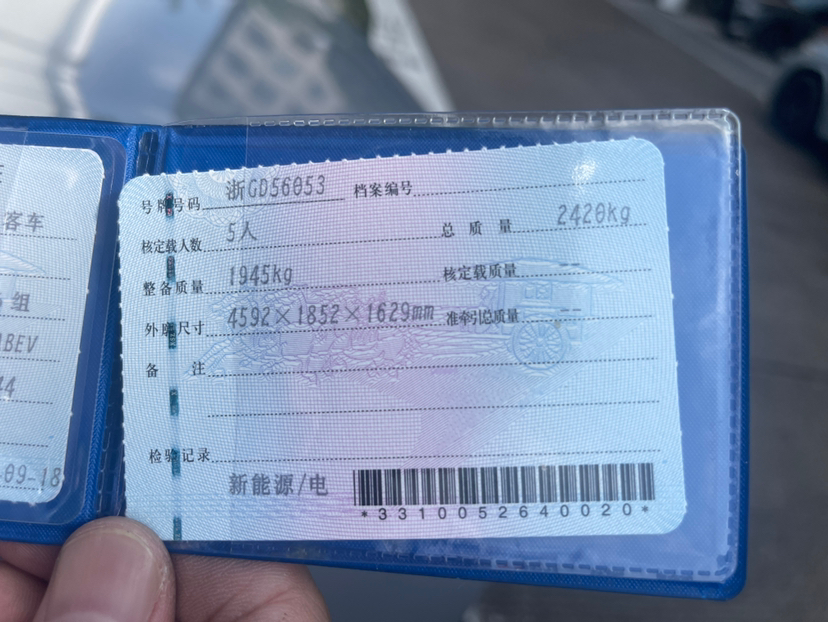 客车
组
BEV
44
-09-18
号牌号码 浙GD56053 档案编号
核定载人数 5人 总质量 2420kg
整备质量 1945kg 核定载质量 --
外廓尺寸 4592×1852×1629mm 准牵引总质量 --
备注
检验记录
新能源/电
*3310052640020*